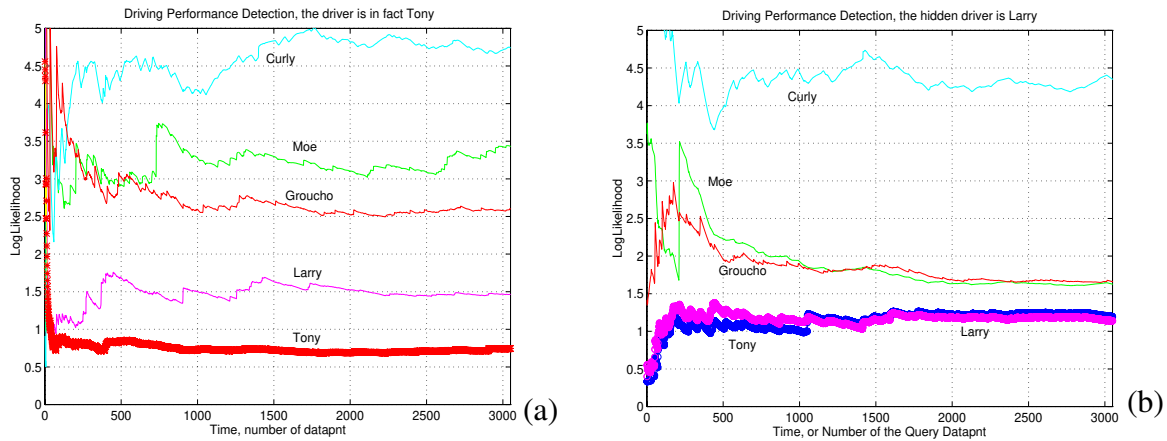 Driving Performance Detection, the driver is in fact Tony
5
4.5
4
3.5
3
2.5
2
1.5
1
0.5
0
Log Likelihood
Curly
Moe
Groucho
Larry
Tony
0 500 1000 1500 2000 2500 3000
Time, number of datapnt
(a)
Driving Performance Detection, the hidden driver is Larry
5
4.5
4
3.5
3
2.5
2
1.5
1
0.5
0
Log Likelihood
Curly
Moe
Groucho
Tony
Larry
0 500 1000 1500 2000 2500 3000
Time, or Number of the Query Datapnt
(b)